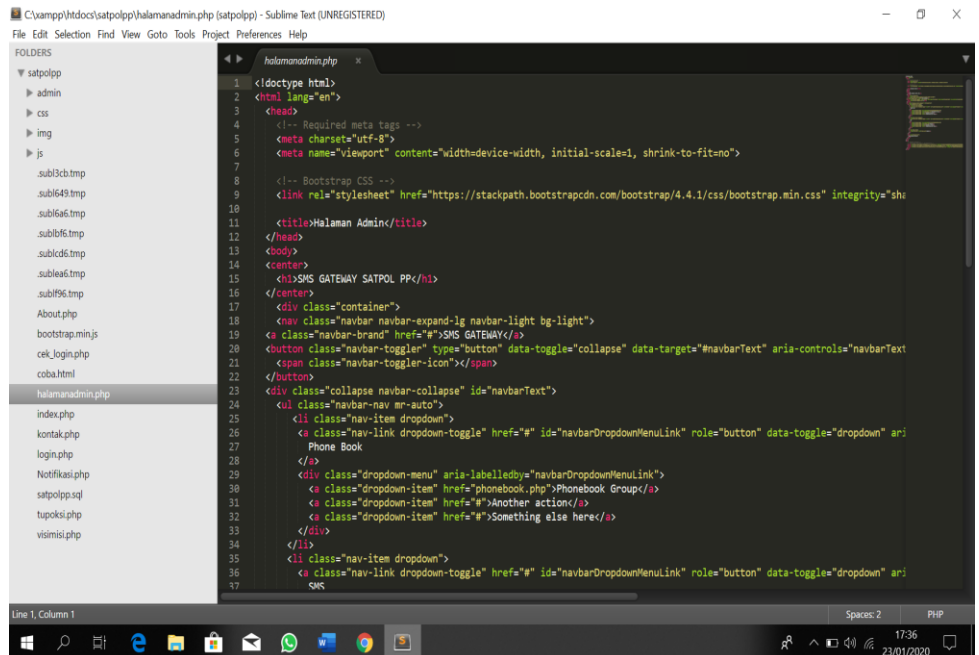 C:\xampp\htdocs\satpolpp\halamanadmin.php (satpolpp) - Sublime Text (UNREGISTERED)
File Edit Selection Find View Goto Tools Project Preferences Help
FOLDERS
satpolpp
admin
css
img
js
.subl3cb.tmp
.subl649.tmp
.subl6a6.tmp
.sublbf6.tmp
.sublcd6.tmp
.sublea6.tmp
.sublf96.tmp
About.php
bootstrap.min.js
cek_login.php
coba.html
halamanadmin.php
index.php
kontak.php
login.php
Notifikasi.php
satpolpp.sql
tupoksi.php
visimisi.php
halamanadmin.php x
1 <!doctype html>
2 <html lang="en">
3 <head>
4 <!-- Required meta tags -->
5 <meta charset="utf-8">
6 <meta name="viewport" content="width=device-width, initial-scale=1, shrink-to-fit=no">
7
8 <!-- Bootstrap CSS -->
9 <link rel="stylesheet" href="https://stackpath.bootstrapcdn.com/bootstrap/4.4.1/css/bootstrap.min.css" integrity="sha
10
11 <title>Halaman Admin</title>
12 </head>
13 <body>
14 <center>
15 <h1>SMS GATEWAY SATPOL PP</h1>
16 </center>
17 <div class="container">
18 <nav class="navbar navbar-expand-lg navbar-light bg-light">
19 <a class="navbar-brand" href="#">SMS GATEWAY</a>
20 <button class="navbar-toggler" type="button" data-toggle="collapse" data-target="#navbarText" aria-controls="navbarText
21 <span class="navbar-toggler-icon"></span>
22 </button>
23 <div class="collapse navbar-collapse" id="navbarText">
24 <ul class="navbar-nav mr-auto">
25 <li class="nav-item dropdown">
26 <a class="nav-link dropdown-toggle" href="#" id="navbarDropdownMenuLink" role="button" data-toggle="dropdown" ari
27 Phone Book
28 </a>
29 <div class="dropdown-menu" aria-labelledby="navbarDropdownMenuLink">
30 <a class="dropdown-item" href="phonebook.php">Phonebook Group</a>
31 <a class="dropdown-item" href="#">Another action</a>
32 <a class="dropdown-item" href="#">Something else here</a>
33 </div>
34 </li>
35 <li class="nav-item dropdown">
36 <a class="nav-link dropdown-toggle" href="#" id="navbarDropdownMenuLink" role="button" data-toggle="dropdown" ari
37 SMS
Line 1, Column 1
Spaces: 2 PHP
17:36
23/01/2020